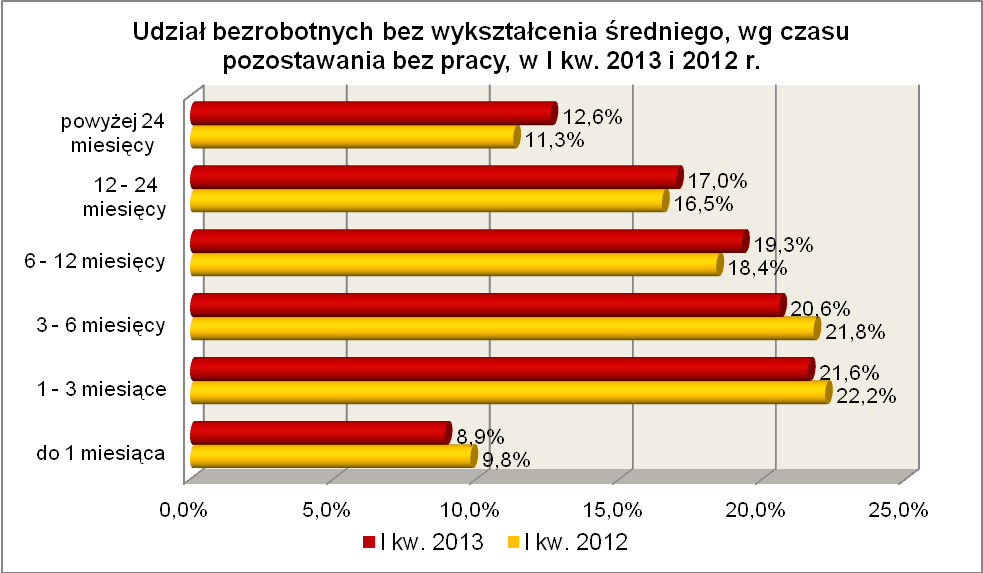 Udział bezrobotnych bez wykształcenia średniego, wg czasu
pozostawania bez pracy, w I kw. 2013 i 2012 r.
powyżej 24
miesięcy
12,6%
11,3%
12 - 24
miesięcy
17,0%
16,5%
6 - 12 miesięcy
19,3%
18,4%
3 - 6 miesięcy
20,6%
21,8%
1 - 3 miesiące
21,6%
22,2%
do 1 miesiąca
8,9%
9,8%
0,0% 5,0% 10,0% 15,0% 20,0% 25,0%
I kw. 2013 I kw. 2012